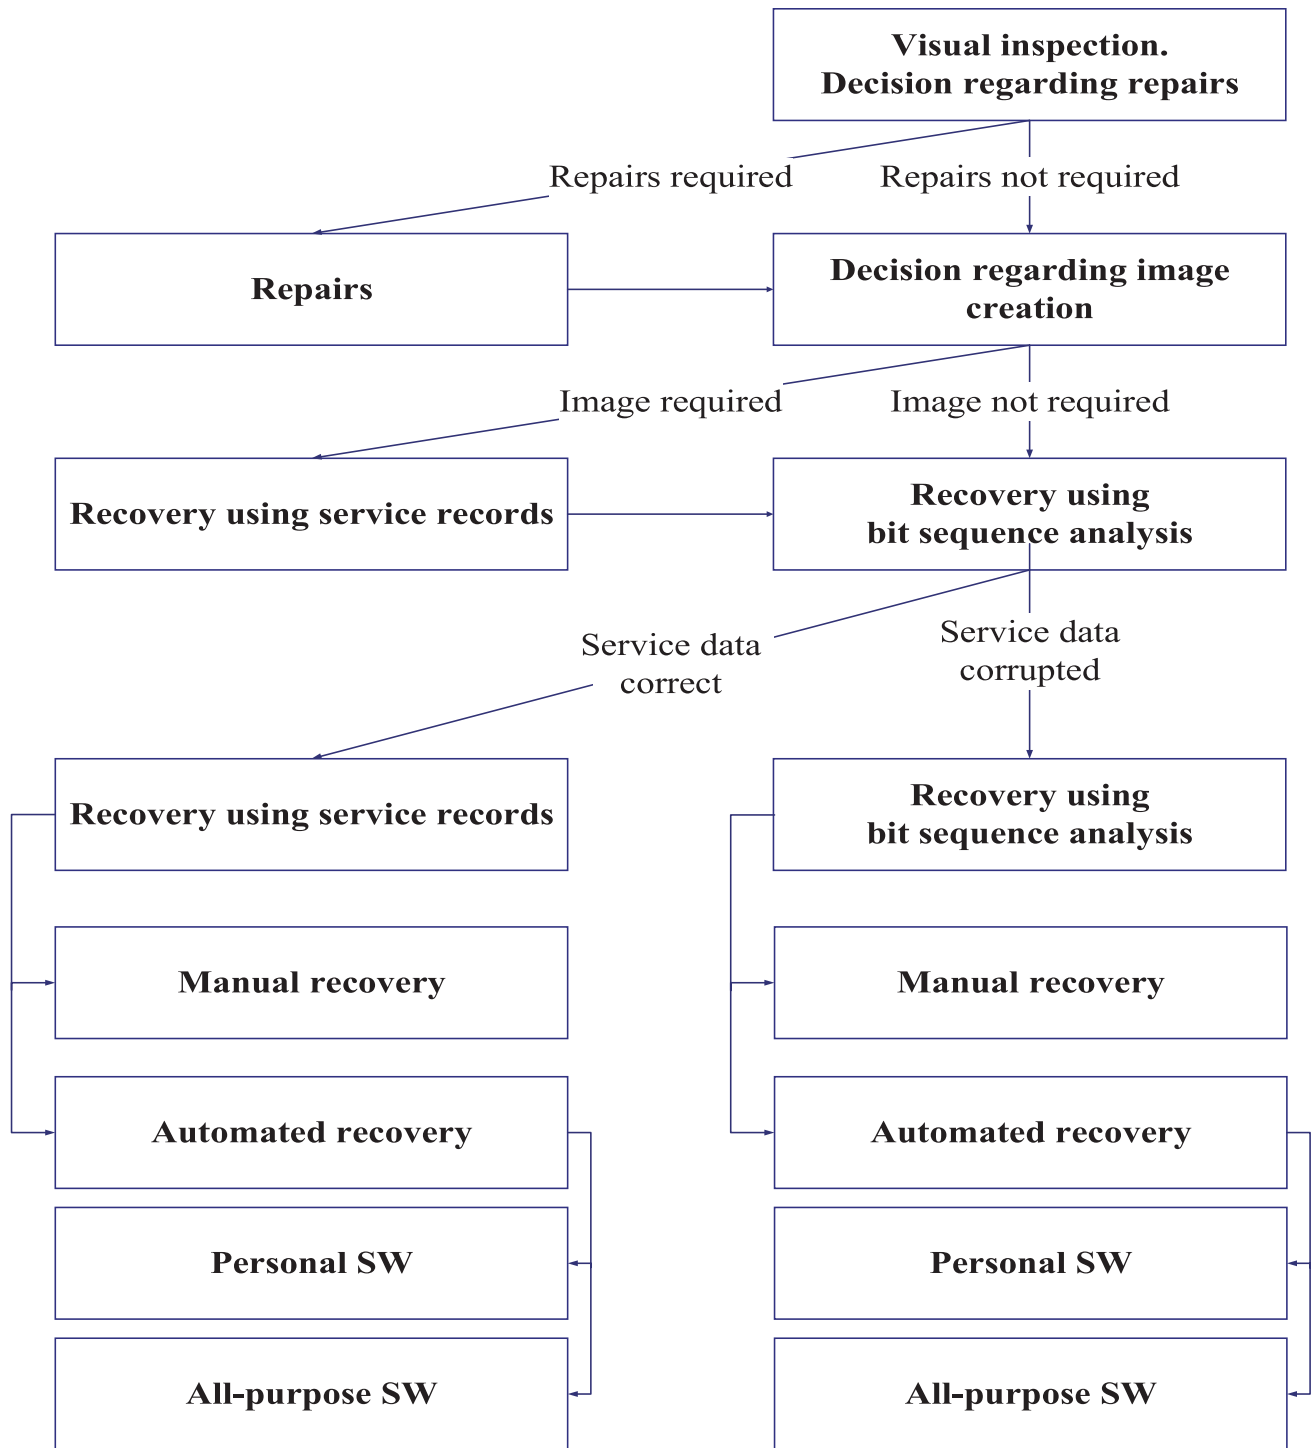 Visual inspection.
Decision regarding repairs
Repairs required
Repairs not required
Repairs
Decision regarding image
creation
Image required
Image not required
Recovery using service records
Recovery using
bit sequence analysis
Service data
correct
Service data
corrupted
Recovery using service records
Recovery using
bit sequence analysis
Manual recovery
Manual recovery
Automated recovery
Automated recovery
Personal SW
Personal SW
All-purpose SW
All-purpose SW